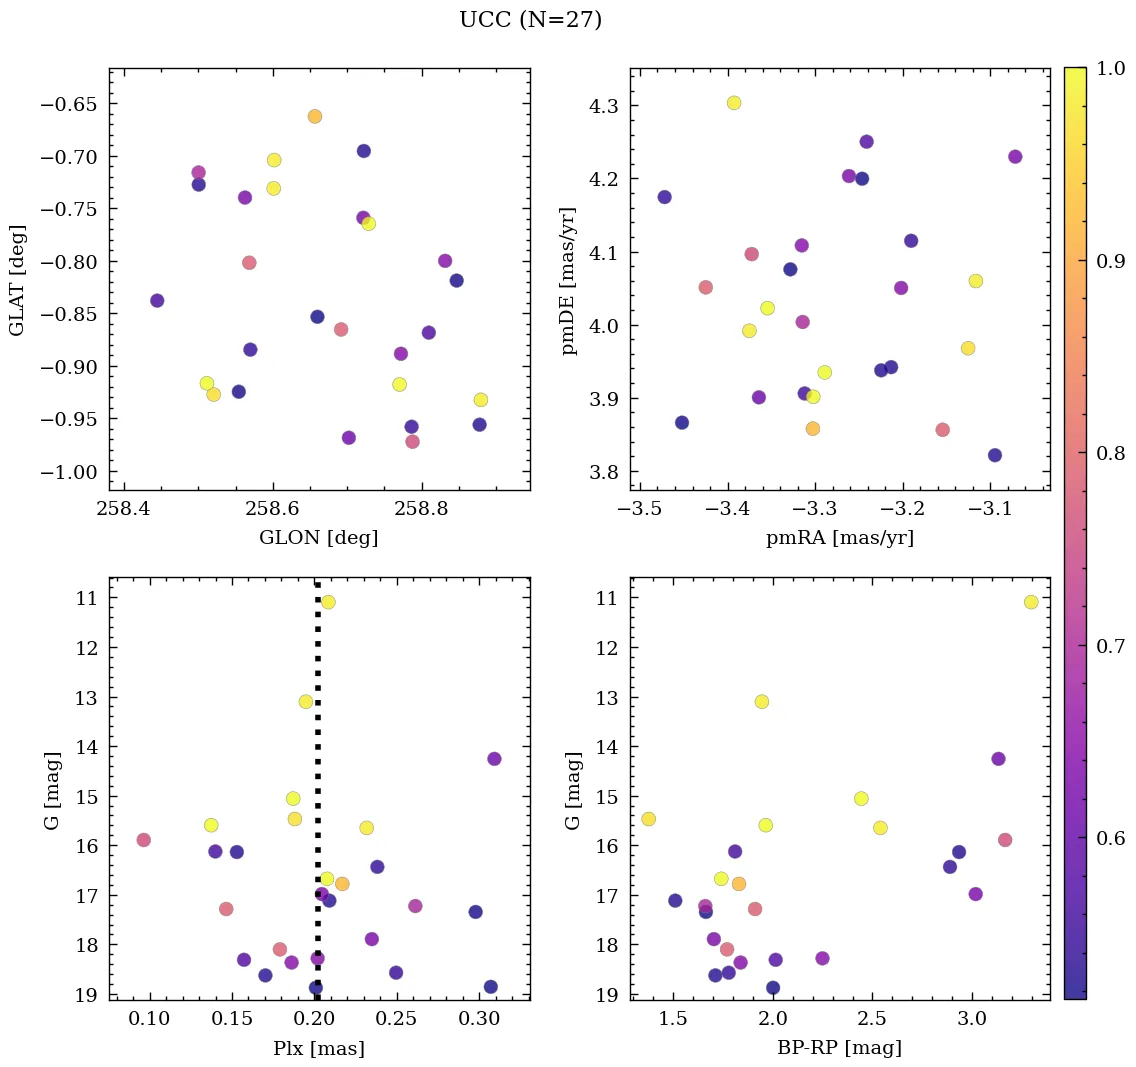 UCC (N=27)
−0.65
−0.70
−0.75
−0.80
−0.85
−0.90
−0.95
−1.00
GLAT [deg]
258.4 258.6 258.8
GLON [deg]
4.3
4.2
4.1
4.0
3.9
3.8
pmDE [mas/yr]
−3.5 −3.4 −3.3 −3.2 −3.1
pmRA [mas/yr]
1.0
0.9
0.8
0.7
0.6
11
12
13
14
15
16
17
18
19
G [mag]
0.10 0.15 0.20 0.25 0.30
Plx [mas]
11
12
13
14
15
16
17
18
19
G [mag]
1.5 2.0 2.5 3.0
BP-RP [mag]